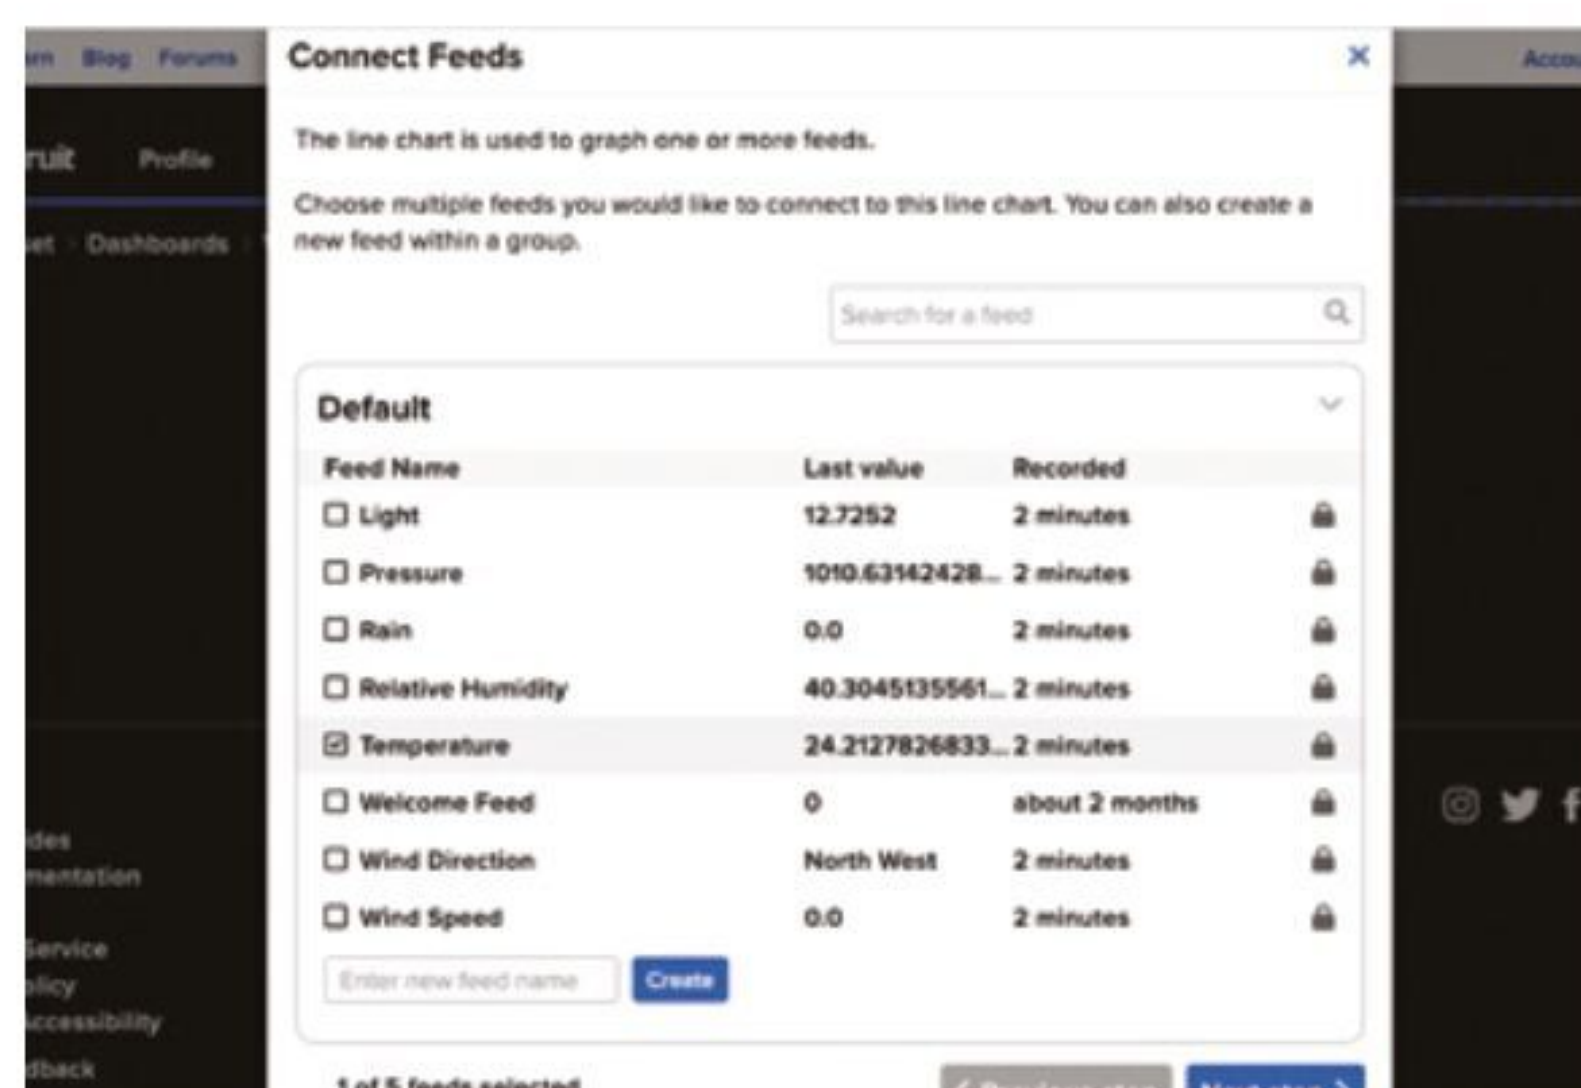 Blog Forums
Connect Feeds
Profile
The line chart is used to graph one or more feeds.
Choose multiple feeds you would like to connect to this line chart. You can also create a
new feed within a group.
Dashboards
Search for a feed
Default
Feed Name Last value Recorded
Light 12.7252 2 minutes
Pressure 1010.63142428... 2 minutes
Rain 0.0 2 minutes
Relative Humidity 40.3045135561... 2 minutes
Temperature 24.2127826833... 2 minutes
Welcome Feed 0 about 2 months
Wind Direction North West 2 minutes
Wind Speed 0.0 2 minutes
Enter new feed name Create
Service
1 of 5 feeds selected
Previous step Next step